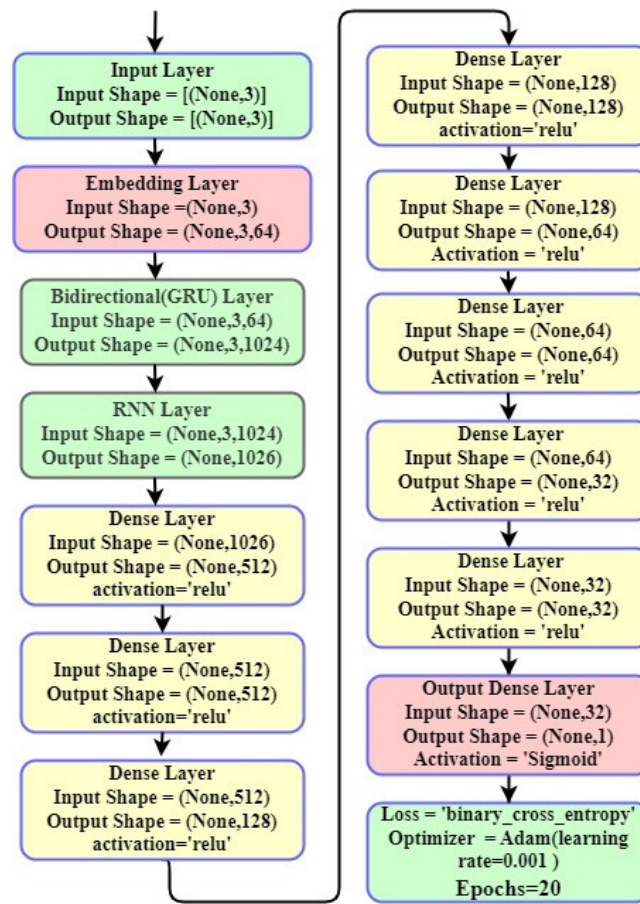 Input Layer
Input Shape = [(None,3)]
Output Shape = [(None,3)]
Embedding Layer
Input Shape =(None,3)
Output Shape = (None,3,64)
Bidirectional(GRU) Layer
Input Shape = (None,3,64)
Output Shape = (None,3,1024)
RNN Layer
Input Shape = (None,3,1024)
Output Shape = (None,1026)
Dense Layer
Input Shape = (None,1026)
Output Shape = (None,512)
activation='relu'
Dense Layer
Input Shape = (None,512)
Output Shape = (None,512)
activation='relu'
Dense Layer
Input Shape = (None,512)
Output Shape = (None,128)
activation='relu'
Dense Layer
Input Shape = (None,128)
Output Shape = (None,128)
activation='relu'
Dense Layer
Input Shape = (None,128)
Output Shape = (None,64)
Activation = 'relu'
Dense Layer
Input Shape = (None,64)
Output Shape = (None,64)
Activation = 'relu'
Dense Layer
Input Shape = (None,64)
Output Shape = (None,32)
Activation = 'relu'
Dense Layer
Input Shape = (None,32)
Output Shape = (None,32)
Activation = 'relu'
Output Dense Layer
Input Shape = (None,32)
Output Shape = (None,1)
Activation = 'Sigmoid'
Loss = 'binary_cross_entropy'
Optimizer = Adam(learning
rate=0.001 )
Epochs=20